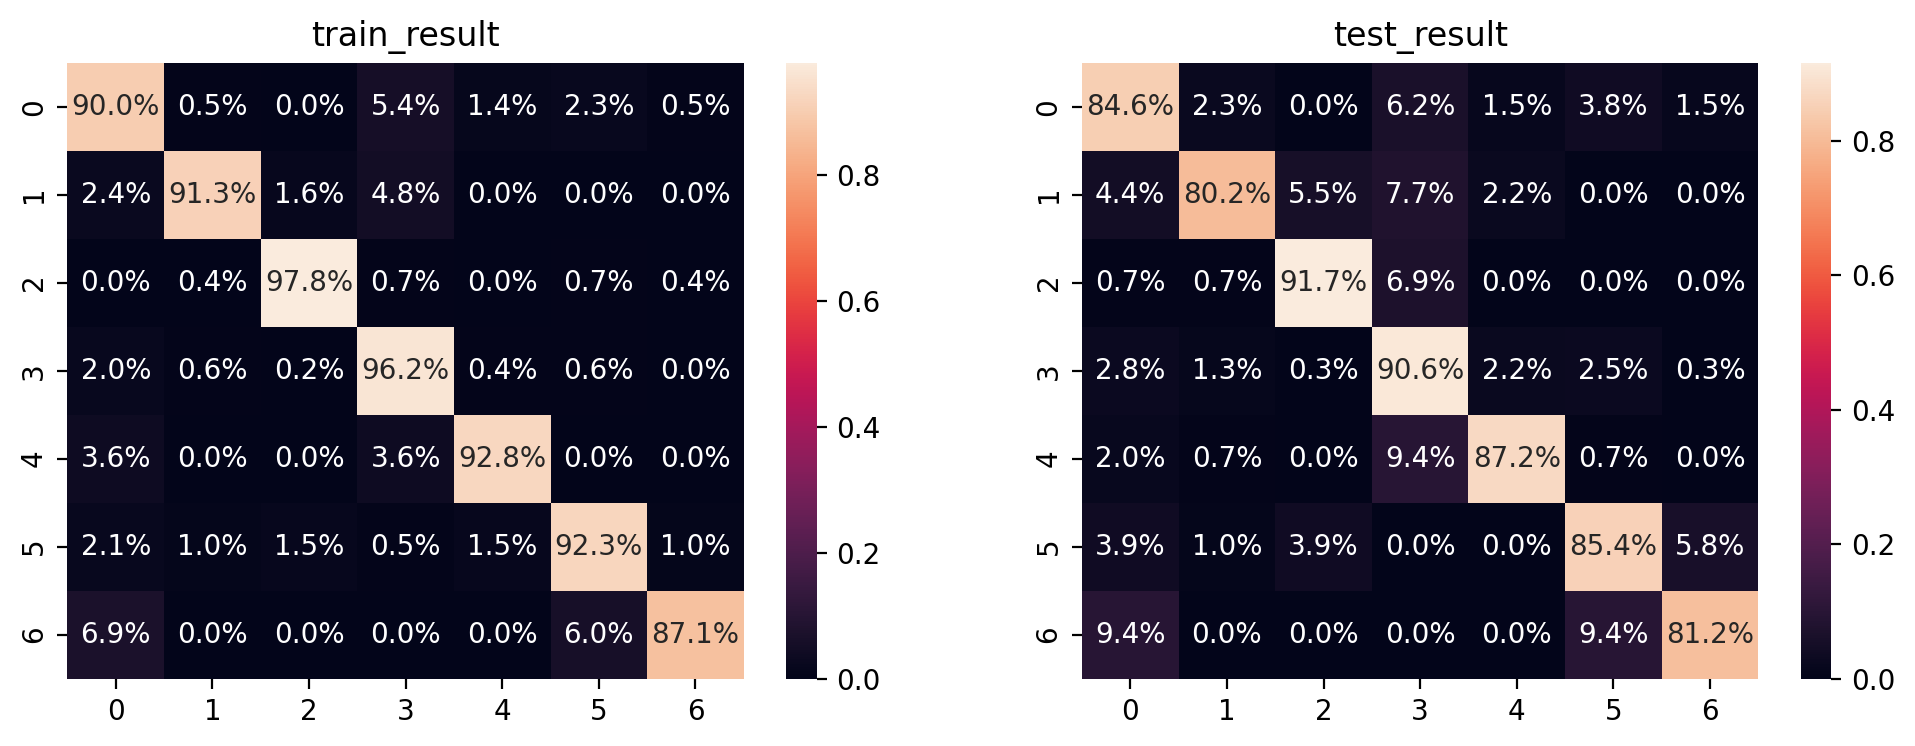 train_result
0 90.0% 0.5% 0.0% 5.4% 1.4% 2.3% 0.5%
1 2.4% 91.3% 1.6% 4.8% 0.0% 0.0% 0.0%
2 0.0% 0.4% 97.8% 0.7% 0.0% 0.7% 0.4%
3 2.0% 0.6% 0.2% 96.2% 0.4% 0.6% 0.0%
4 3.6% 0.0% 0.0% 3.6% 92.8% 0.0% 0.0%
5 2.1% 1.0% 1.5% 0.5% 1.5% 92.3% 1.0%
6 6.9% 0.0% 0.0% 0.0% 0.0% 6.0% 87.1%
0 1 2 3 4 5 6
0.8
0.6
0.4
0.2
0.0
test_result
0 84.6% 2.3% 0.0% 6.2% 1.5% 3.8% 1.5%
1 4.4% 80.2% 5.5% 7.7% 2.2% 0.0% 0.0%
2 0.7% 0.7% 91.7% 6.9% 0.0% 0.0% 0.0%
3 2.8% 1.3% 0.3% 90.6% 2.2% 2.5% 0.3%
4 2.0% 0.7% 0.0% 9.4% 87.2% 0.7% 0.0%
5 3.9% 1.0% 3.9% 0.0% 0.0% 85.4% 5.8%
6 9.4% 0.0% 0.0% 0.0% 0.0% 9.4% 81.2%
0 1 2 3 4 5 6
0.8
0.6
0.4
0.2
0.0